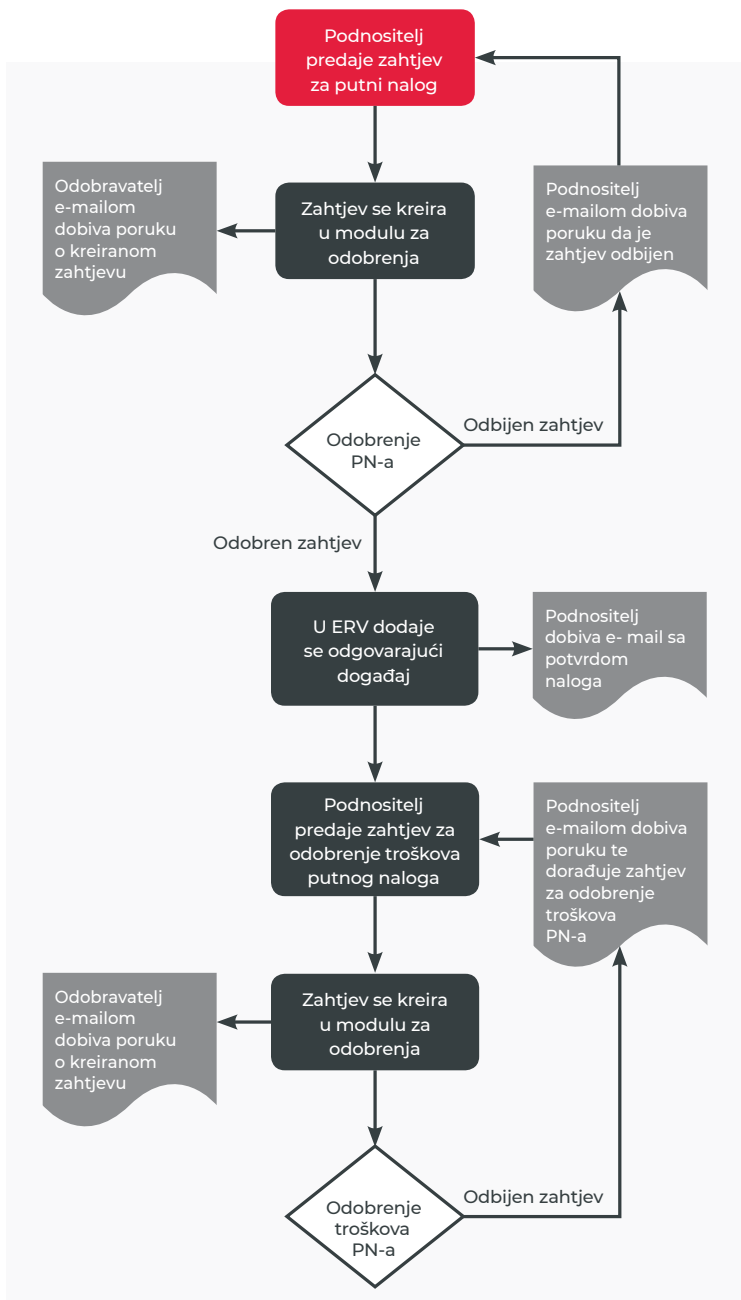 Podnositelj
predaje zahtjev
za putni nalog
Odobravatelj
e-mailom
dobiva poruku
o kreiranom
zahtjevu
Zahtjev se kreira
u modulu za
odobrenja
Podnositelj
e-mailom dobiva
poruku da je
zahtjev odbijen
Odobrenje
PN-a
Odbijen zahtjev
Odobren zahtjev
U ERV dodaje
se odgovarajući
događaj
Podnositelj
dobiva e- mail sa
potvrdom
naloga
Podnositelj
predaje zahtjev za
odobrenje troškova
putnog naloga
Podnositelj
e-mailom dobiva
poruku te
dorađuje zahtjev
za odobrenje
troškova
PN-a
Odobravatelj
e-mailom
dobiva poruku
o kreiranom
zahtjevu
Zahtjev se kreira
u modulu za
odobrenja
Odobrenje
troškova
PN-a
Odbijen zahtjev